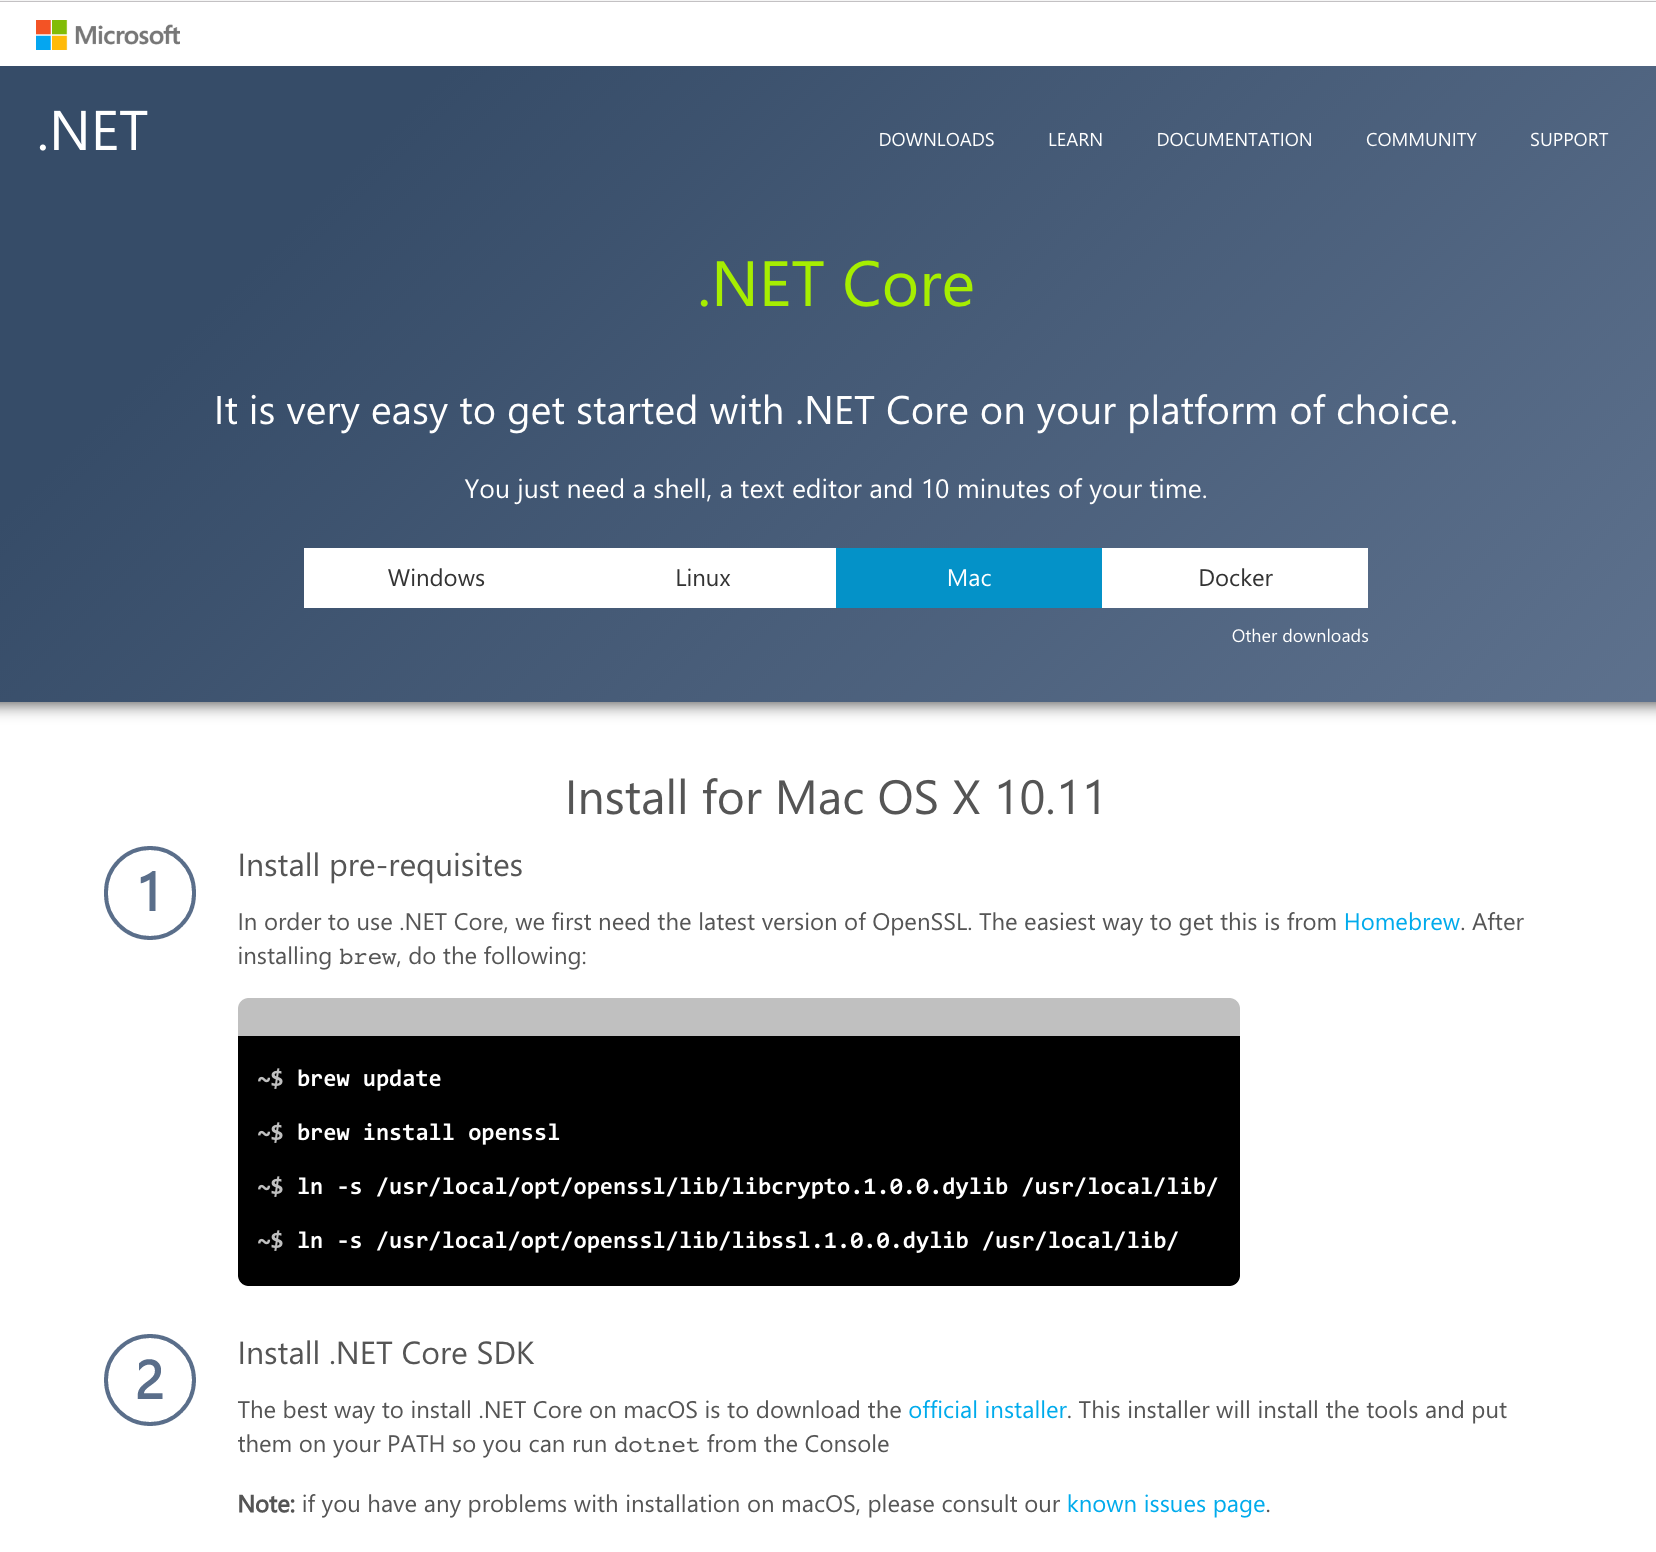 Microsoft
.NET
DOWNLOADS LEARN DOCUMENTATION COMMUNITY SUPPORT
.NET Core
It is very easy to get started with .NET Core on your platform of choice.
You just need a shell, a text editor and 10 minutes of your time.
Windows Linux Mac Docker
Other downloads
Install for Mac OS X 10.11
1
Install pre-requisites
In order to use .NET Core, we first need the latest version of OpenSSL. The easiest way to get this is from Homebrew. After
installing brew, do the following:
~$ brew update
~$ brew install openssl
~$ ln -s /usr/local/opt/openssl/lib/libcrypto.1.0.0.dylib /usr/local/lib/
~$ ln -s /usr/local/opt/openssl/lib/libssl.1.0.0.dylib /usr/local/lib/
2
Install .NET Core SDK
The best way to install .NET Core on macOS is to download the official installer. This installer will install the tools and put
them on your PATH so you can run dotnet from the Console
Note: if you have any problems with installation on macOS, please consult our known issues page.